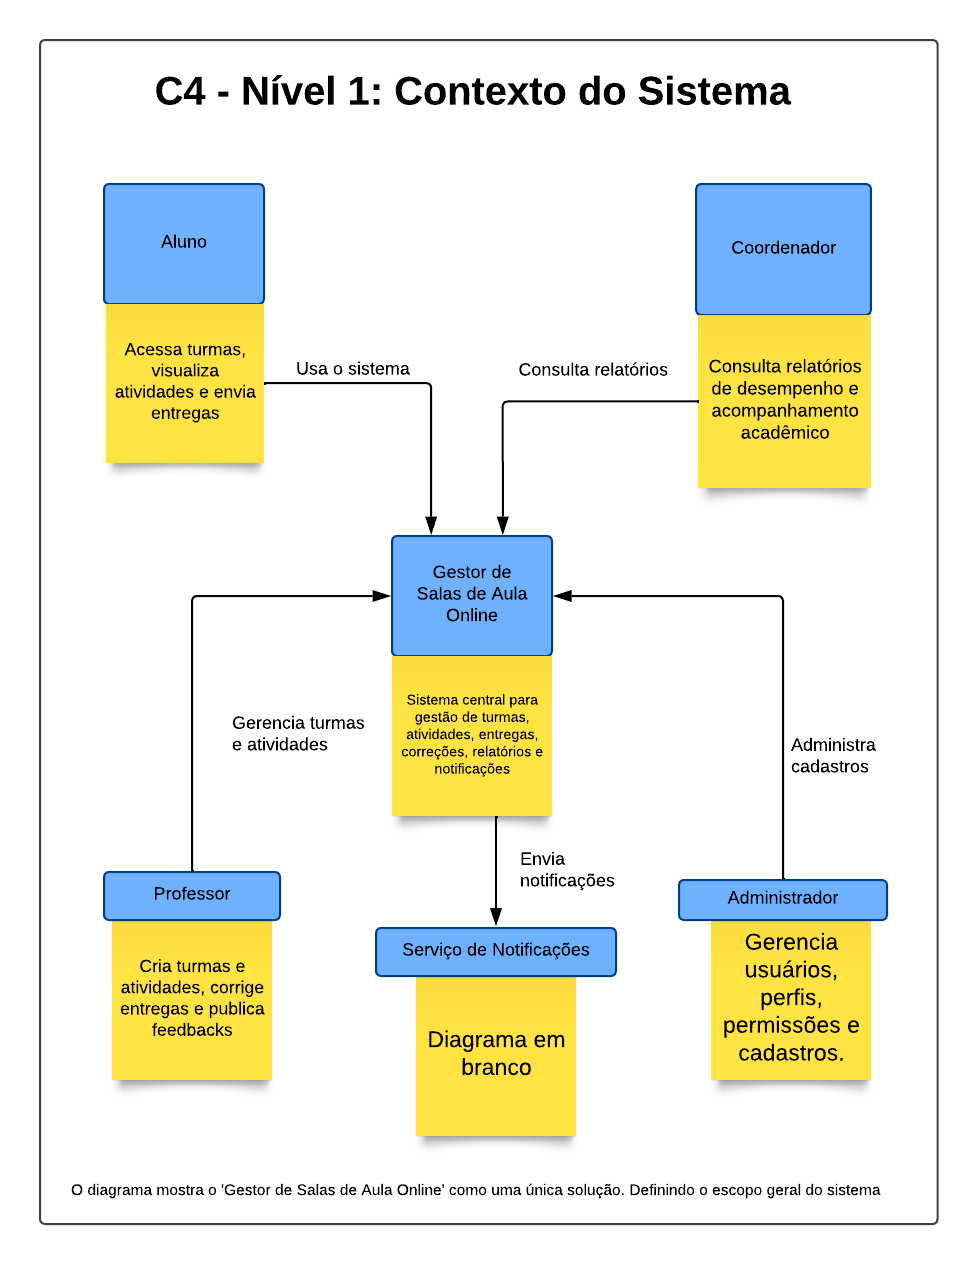 C4 - Nível 1: Contexto do Sistema
Aluno
Acessa turmas,
visualiza
atividades e envia
entregas
Usa o sistema
Coordenador
Consulta relatórios
de desempenho e
acompanhamento
acadêmico
Consulta relatórios
Gestor de
Salas de Aula
Online
Sistema central para
gestão de turmas,
atividades, entregas,
correções, relatórios e
notificações
Gerencia turmas
e atividades
Administra
cadastros
Envia
notificações
Professor
Cria turmas e
atividades, corrige
entregas e publica
feedbacks
Serviço de Notificações
Diagrama em
branco
Administrador
Gerencia
usuários,
perfis,
permissões e
cadastros.
O diagrama mostra o 'Gestor de Salas de Aula Online' como uma única solução. Definindo o escopo geral do sistema